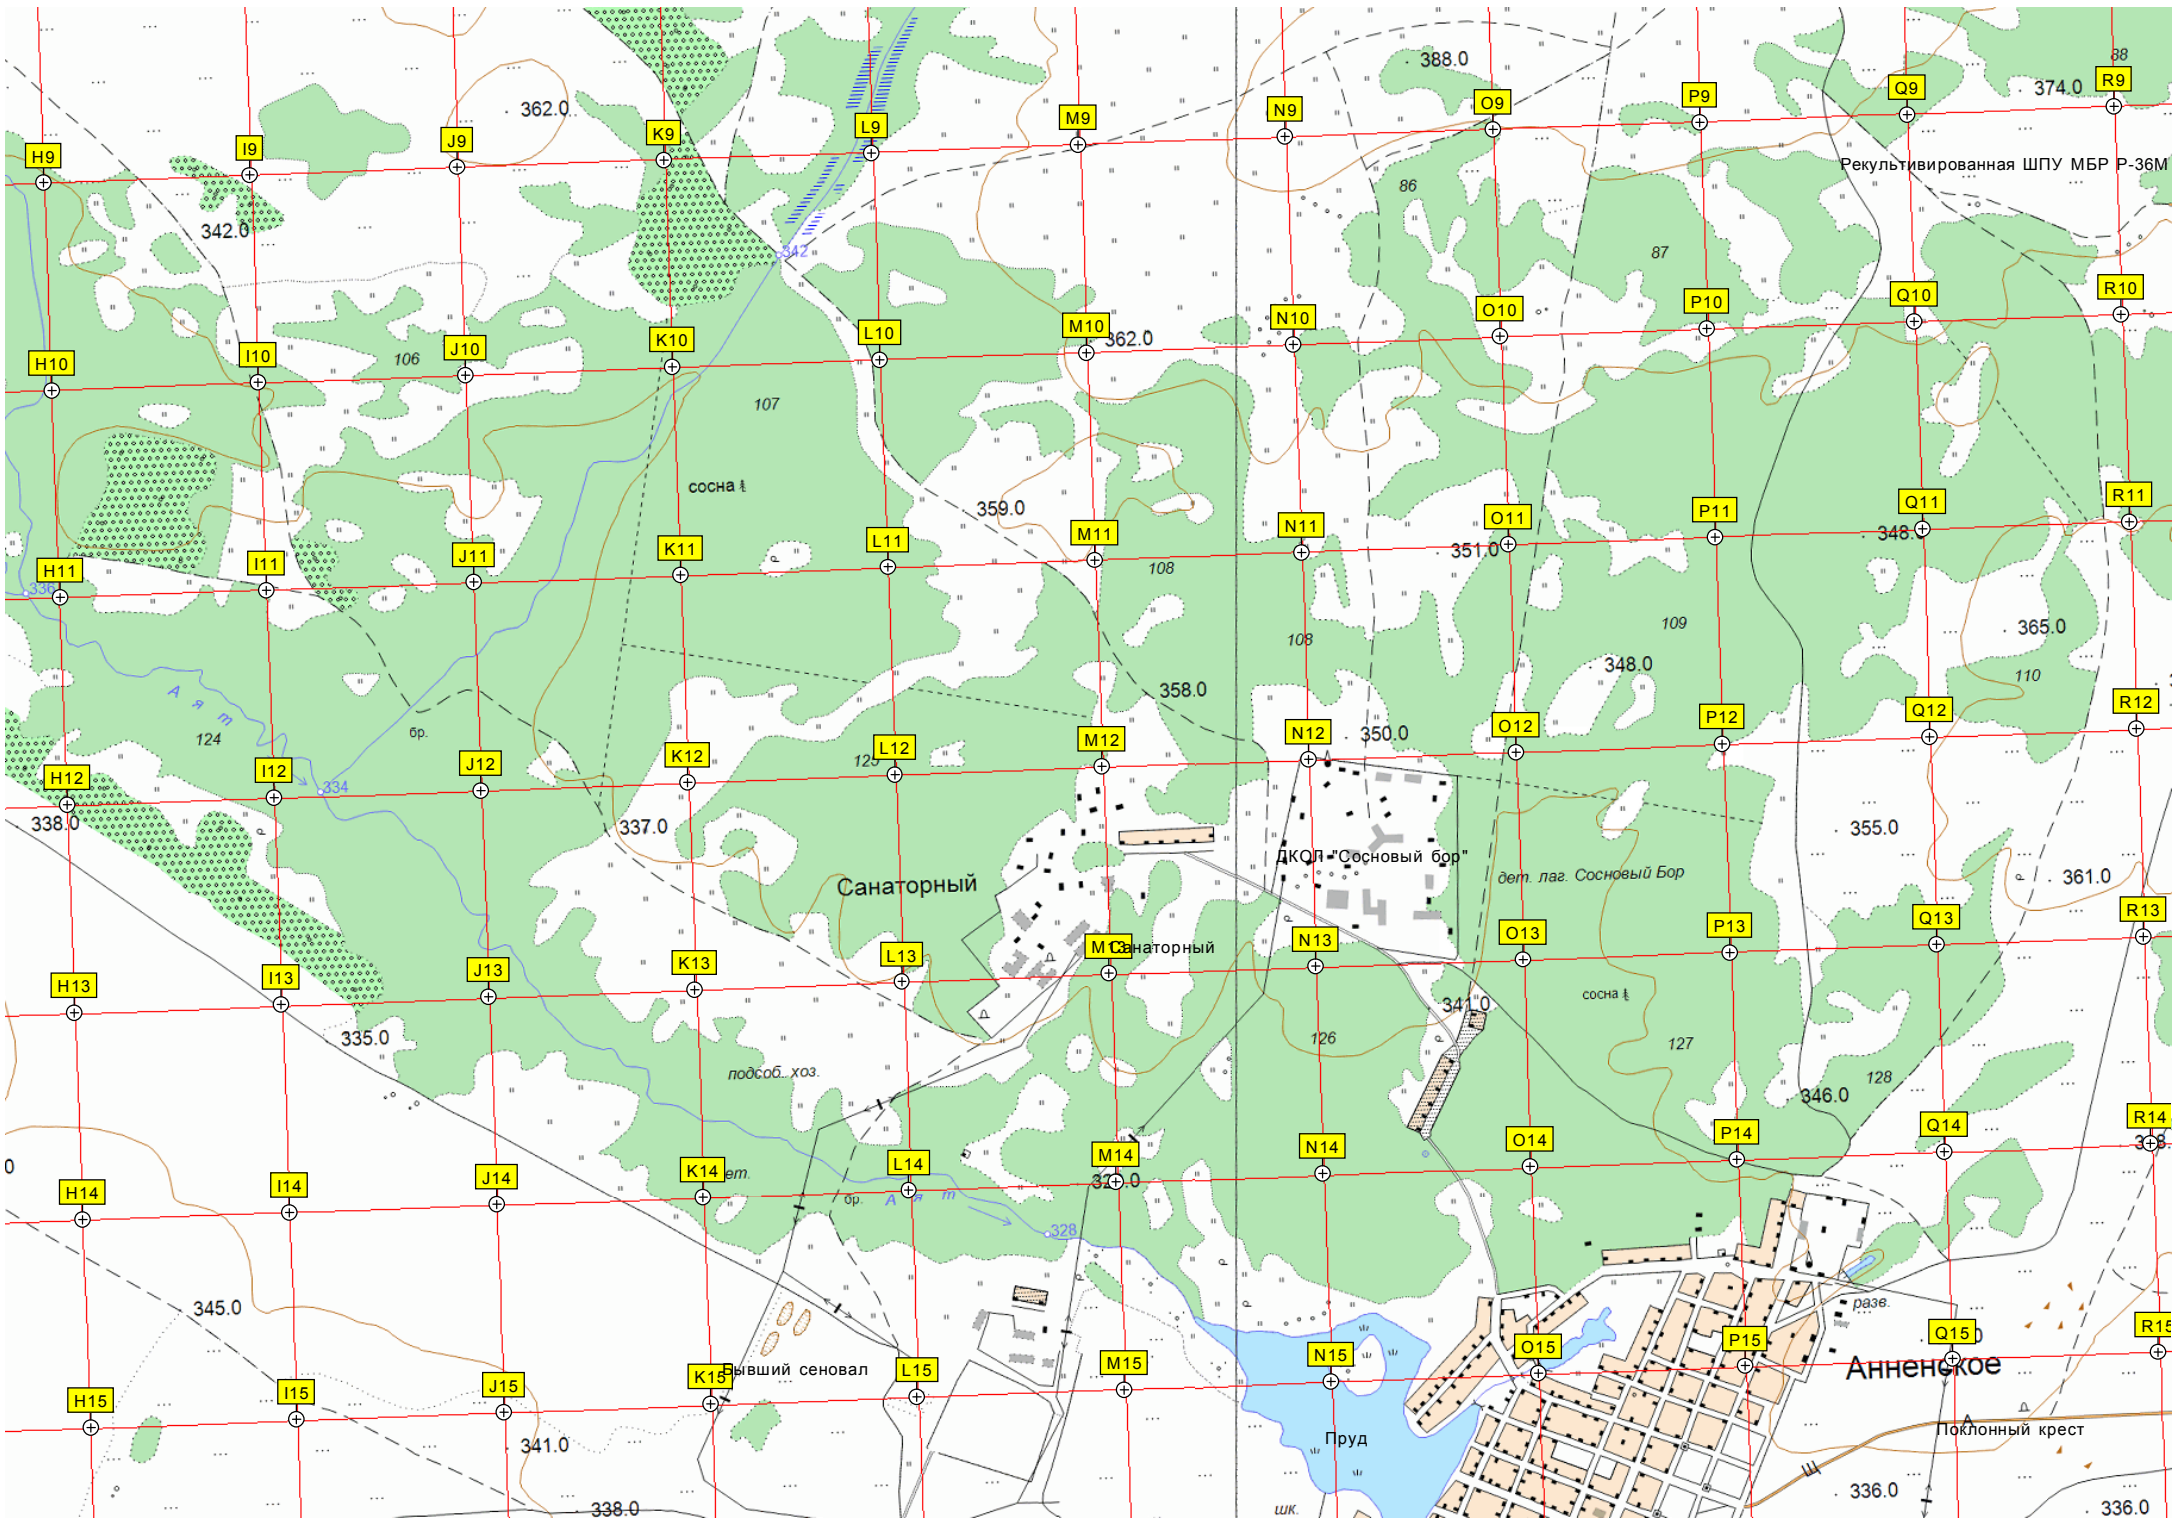 88
388.0
374.0
R9
Q9
P9
O9
N9
M9
L9
K9
J9
I9
H9
362.0
Рекультивированная ШПУ МБР Р-36М
86
342.0
342
87
R10
Q10
P10
O10
N10
M10
L10
K10
J10
I10
H10
362.0
106
107
сосна
359.0
R11
Q11
P11
O11
N11
M11
L11
K11
J11
I11
H11
348.0
351.0
108
336
109
365.0
108
348.0
110
А я т
358.0
124
бр.
R12
Q12
P12
O12
N12
M12
L12
K12
J12
I12
H12
350.0
334
338.0
337.0
355.0
ДКОЛ "Сосновый бор"
дет. лаг. Сосновый Бор
361.0
Санаторный
R13
Q13
P13
O13
N13
M13
L13
K13
J13
I13
H13
Санаторный
сосна
341.0
335.0
126
127
подсоб. хоз.
128
346.0
R14
Q14
P14
O14
N14
M14
L14
K14
J14
I14
H14
0
бр.
А я т
328
345.0
разв.
R15
Q15
P15
O15
N15
M15
L15
K15
J15
I15
H15
Анненское
Бывший сеновал
Поклонный крест
Пруд
341.0
Щ
А
336.0
338.0
шк.
336.0